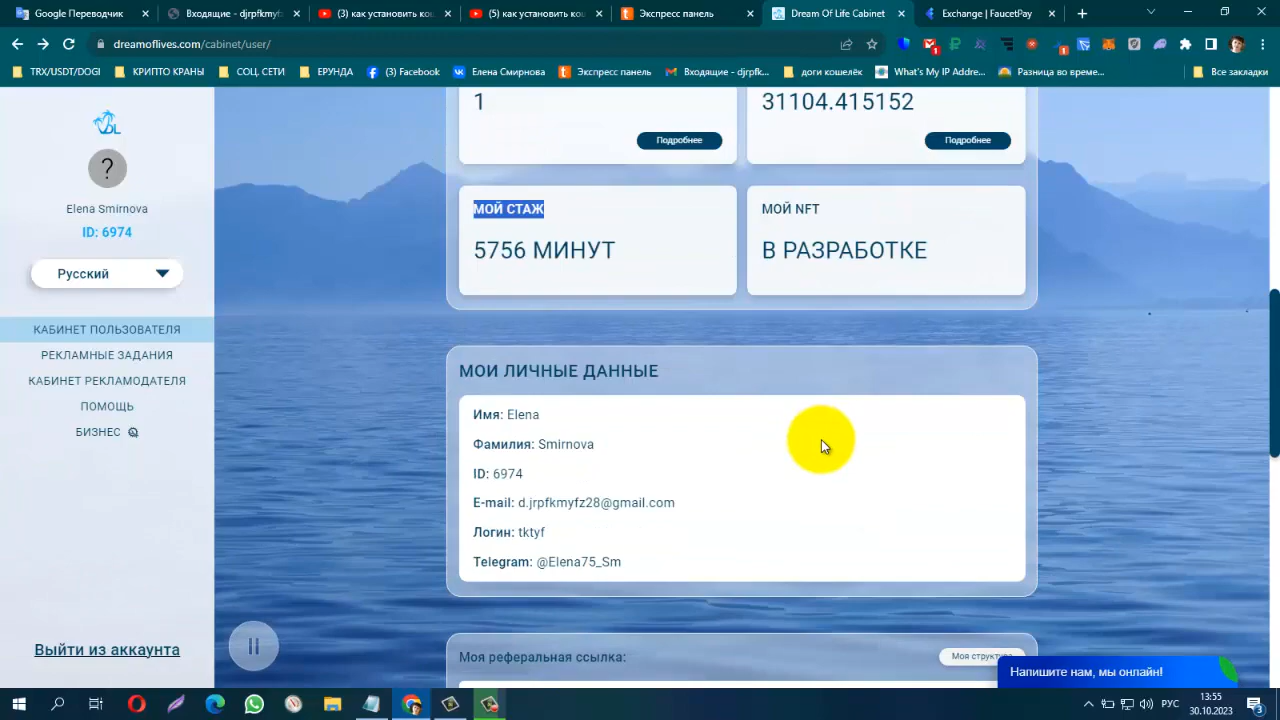 Google Переводчик
Входящие - djrpkmyf
(3) как установить ко
(5) как установить ко
Экспресс панель
Dream Of Life Cabinet
Exchange | FaucetPay
dreamoflives.com/cabinet/user/
TRX/USDT/DOGI
КРИПТО КРАНЫ
СОЦ. СЕТИ
ЕРУНДА
(3) Facebook
Елена Смирнова
Экспресс панель
Входящие - djrpfk...
доги кошелёк
What's My IP Addre...
Разница во време...
Все закладки
?
Elena Smirnova
ID: 6974
Русский
КАБИНЕТ ПОЛЬЗОВАТЕЛЯ
РЕКЛАМНЫЕ ЗАДАНИЯ
КАБИНЕТ РЕКЛАМОДАТЕЛЯ
ПОМОЩЬ
БИЗНЕС
Выйти из аккаунта
1
Подробнее
31104.415152
Подробнее
МОЙ СТАЖ
5756 МИНУТ
МОЙ NFT
В РАЗРАБОТКЕ
МОИ ЛИЧНЫЕ ДАННЫЕ
Имя: Elena
Фамилия: Smirnova
ID: 6974
E-mail: d.jrpfkmyfz28@gmail.com
Логин: tktyf
Telegram: @Elena75_Sm
Моя реферальная ссылка:
Моя структура
Напишите нам, мы онлайн!
РУС
13:55
30.10.2023